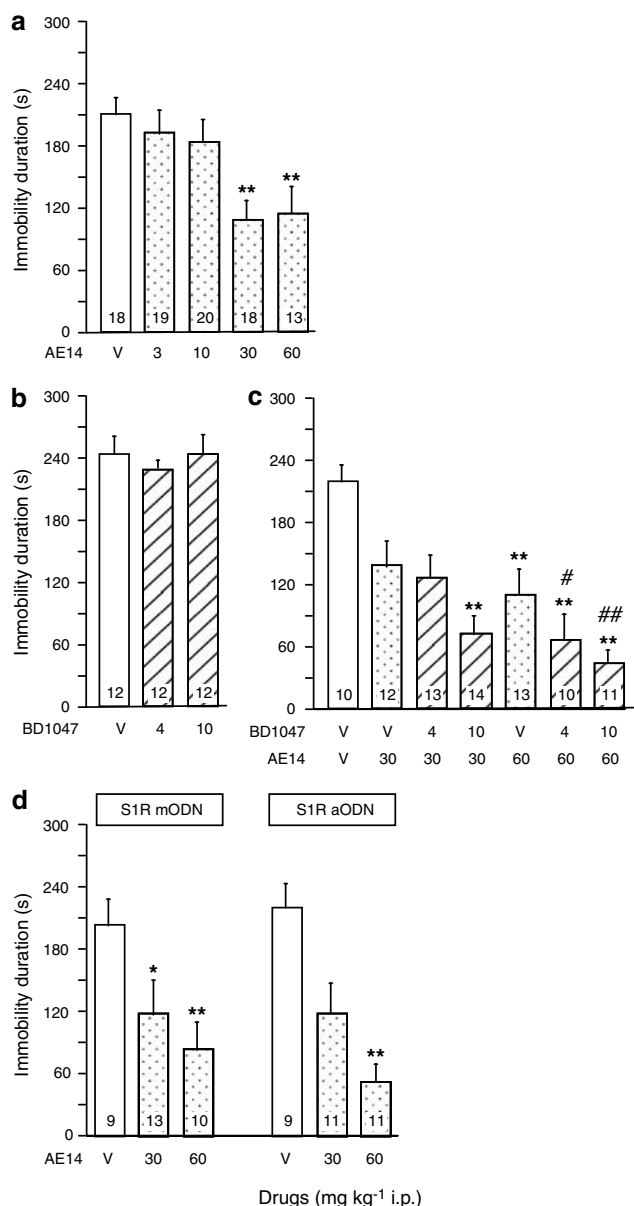 a
300
240
180
120
60
0
Immobility duration (s)
** **
18 19 20 18 13
AE14 V 3 10 30 60
b
300
240
180
120
60
0
Immobility duration (s)
12 12 12
BD1047 V 4 10
c
300
240
180
120
60
0
**
**
#
**
##
**
10 12 13 14 13 10 11
BD1047 V V 4 10 V 4 10
AE14 V 30 30 30 60 60 60
d
S1R mODN S1R aODN
300
240
180
120
60
0
Immobility duration (s)
*
**
**
9 13 10 9 11 11
AE14 V 30 60 V 30 60
Drugs (mg kg⁻¹ i.p.)